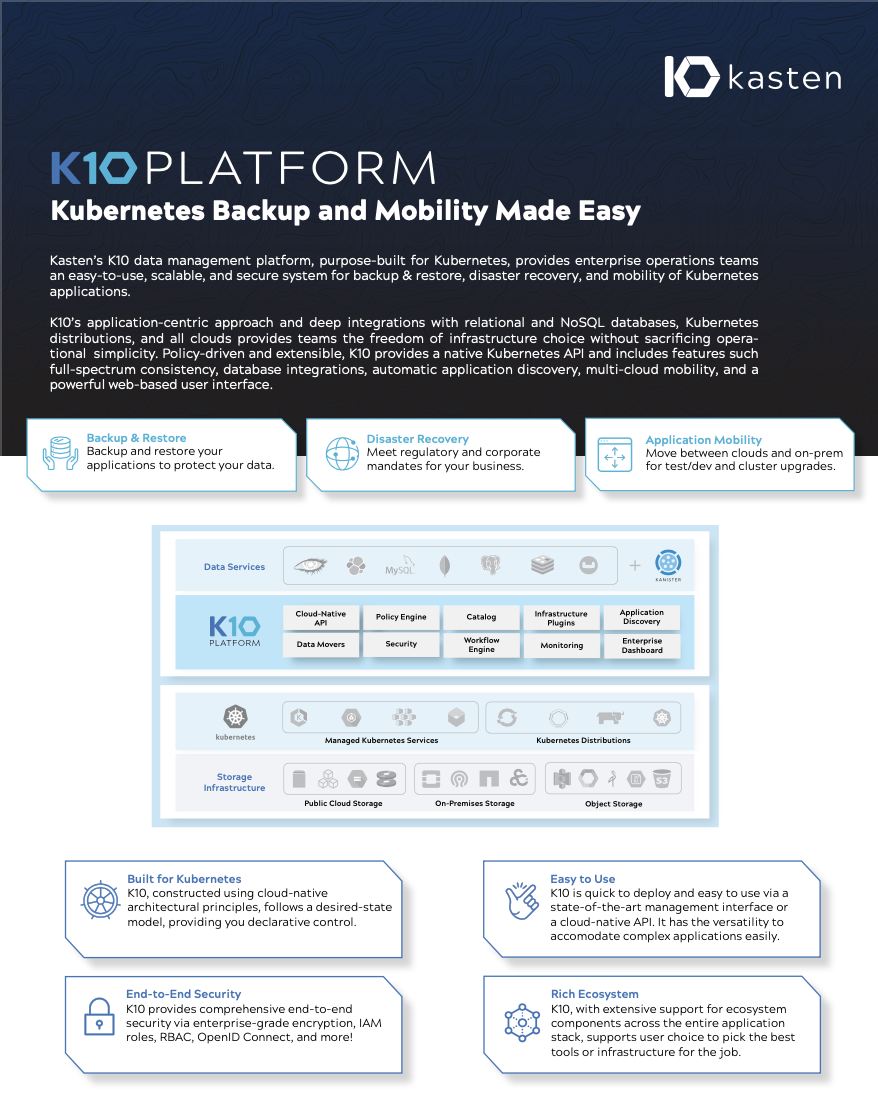 kasten
K10 PLATFORM
Kubernetes Backup and Mobility Made Easy
Kasten's K10 data management platform, purpose-built for Kubernetes, provides enterprise operations teams
an easy-to-use, scalable, and secure system for backup & restore, disaster recovery, and mobility of Kubernetes
applications.
K10's application-centric approach and deep integrations with relational and NoSQL databases, Kubernetes
distributions, and all clouds provides teams the freedom of infrastructure choice without sacrificing opera-
tional simplicity. Policy-driven and extensible, K10 provides a native Kubernetes API and includes features such
full-spectrum consistency, database integrations, automatic application discovery, multi-cloud mobility, and a
powerful web-based user interface.
Backup & Restore
Backup and restore your
applications to protect your data.
Disaster Recovery
Meet regulatory and corporate
mandates for your business.
Application Mobility
Move between clouds and on-prem
for test/dev and cluster upgrades.
Data Services
MySQL
+
KANISTER
K10
PLATFORM
Cloud-Native
API
Policy Engine
Catalog
Infrastructure
Plugins
Application
Discovery
Data Movers
Security
Workflow
Engine
Monitoring
Enterprise
Dashboard
kubernetes
Managed Kubernetes Services
Kubernetes Distributions
Storage
Infrastructure
S3
Public Cloud Storage
On-Premises Storage
Object Storage
Built for Kubernetes
K10, constructed using cloud-native
architectural principles, follows a desired-state
model, providing you declarative control.
Easy to Use
K10 is quick to deploy and easy to use via a
state-of-the-art management interface or
a cloud-native API. It has the versatility to
accomodate complex applications easily.
End-to-End Security
K10 provides comprehensive end-to-end
security via enterprise-grade encryption, IAM
roles, RBAC, OpenID Connect, and more!
Rich Ecosystem
K10, with extensive support for ecosystem
components across the entire application
stack, supports user choice to pick the best
tools or infrastructure for the job.